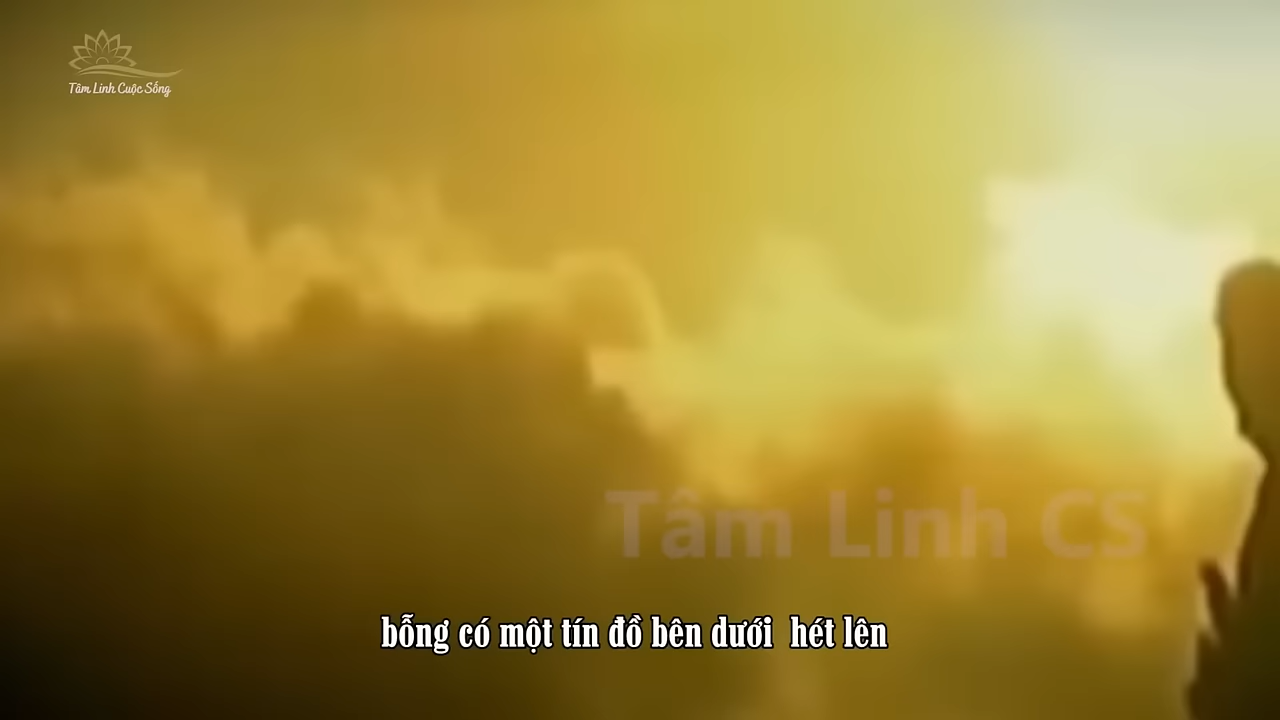 Tâm Linh Cuộc Sống
Tâm Linh CS
bỗng có một tín đồ bên dưới  hét lên